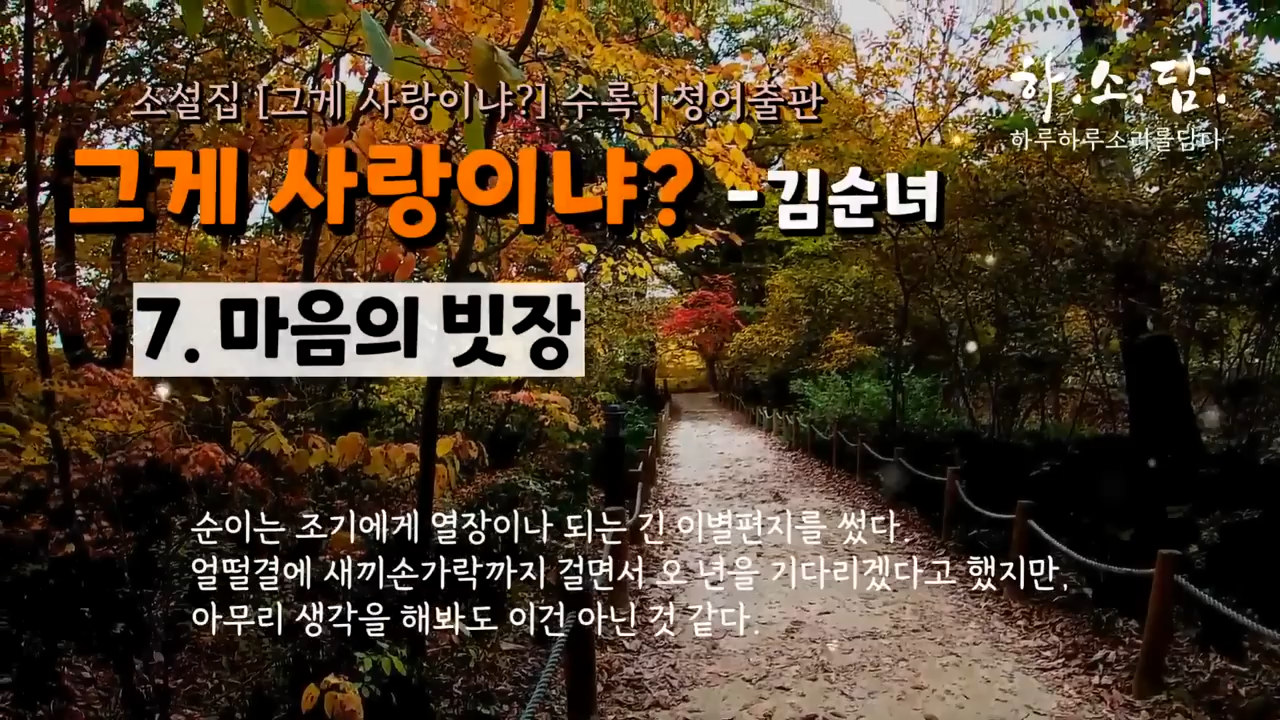 소설집 [그게 사랑이냐?] 수록 | 청어출판
하.소.담.
하루하루소리를담다
그게 사랑이냐? -김순녀
7. 마음의 빗장
순이는 조기에게 열장이나 되는 긴 이별편지를 썼다.
얼떨결에 새끼손가락까지 걸면서 오 년을 기다리겠다고 했지만,
아무리 생각을 해봐도 이건 아닌 것 같다.